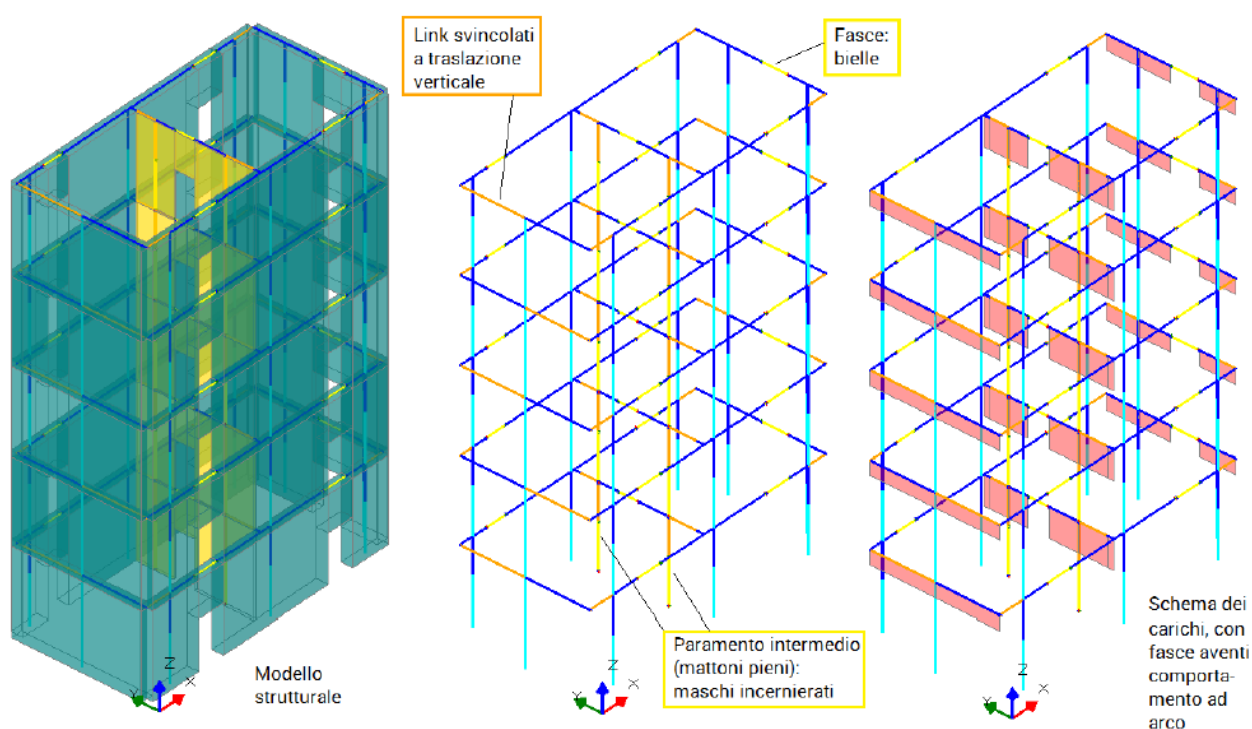 Link svincolati
a traslazione
verticale
Fasce:
bielle
Modello
strutturale
Z
X
Y
Paramento intermedio
(mattoni pieni):
maschi incernierati
Z
X
Y
Schema dei
carichi, con
fasce aventi
comporta-
mento ad
arco
Z
X
Y